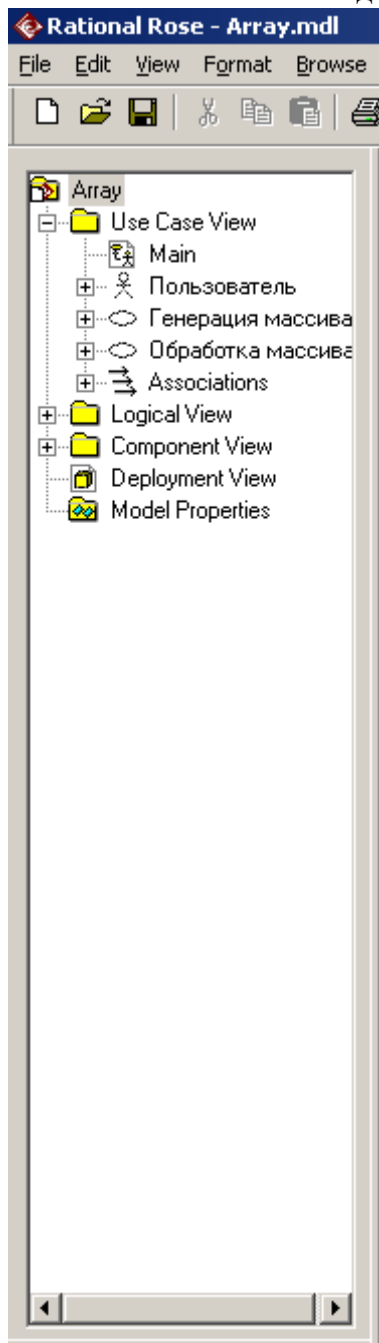 Rational Rose - Array.mdl
File Edit View Format Browse
Array
Use Case View
Main
Пользователь
Генерация массива
Обработка массива
Associations
Logical View
Component View
Deployment View
Model Properties